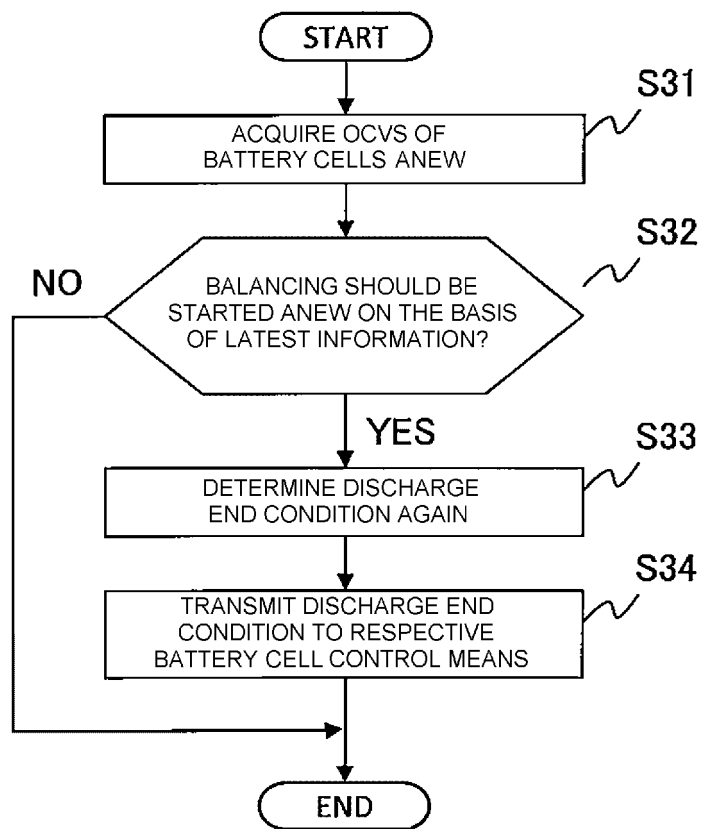 START
S31
ACQUIRE OCVS OF
BATTERY CELLS ANEW
S32
NO
BALANCING SHOULD BE
STARTED ANEW ON THE BASIS
OF LATEST INFORMATION?
YES
S33
DETERMINE DISCHARGE
END CONDITION AGAIN
S34
TRANSMIT DISCHARGE END
CONDITION TO RESPECTIVE
BATTERY CELL CONTROL MEANS
END